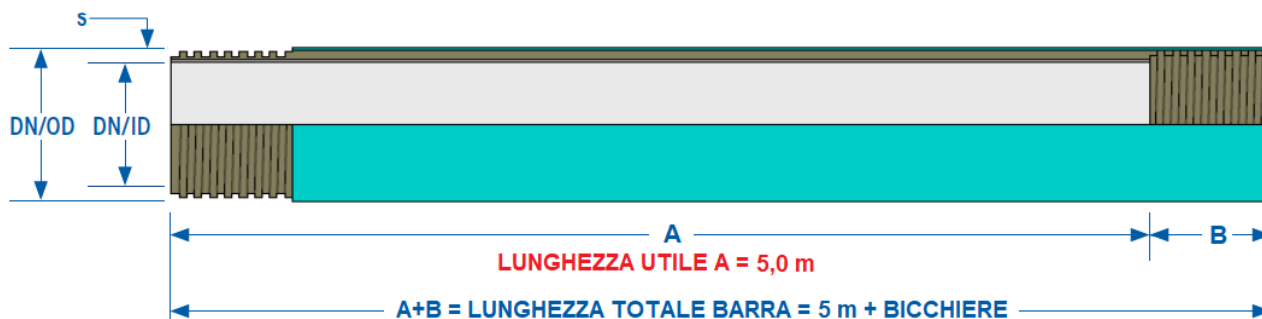 s
DN/OD
DN/ID
A
B
LUNGHEZZA UTILE A = 5,0 m
A+B = LUNGHEZZA TOTALE BARRA = 5 m + BICCHIERE